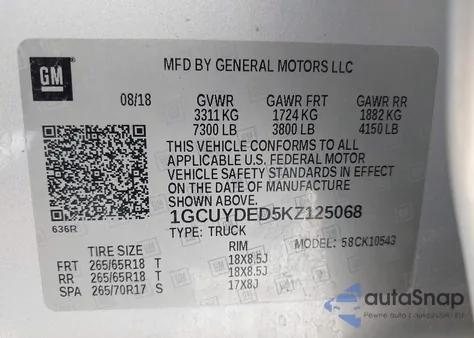 GM
MFD BY GENERAL MOTORS LLC
08/18 GVWR GAWR FRT GAWR RR
3311 KG 1724 KG 1882 KG
7300 LB 3800 LB 4150 LB
THIS VEHICLE CONFORMS TO ALL
APPLICABLE U.S. FEDERAL MOTOR
VEHICLE SAFETY STANDARDS IN
EFFECT ON THE DATE OF
MANUFACTURE SHOWN ABOVE.
1GCUYDED5KZ125068
636R TYPE: TRUCK MODEL: 58CK10543
TIRE SIZE RIM
FRT 265/65R18 T 18X8.5J
RR 265/65R18 T 18X8.5J
SPA 265/70R17 S 17X8J
autaSnap
Pewne auta